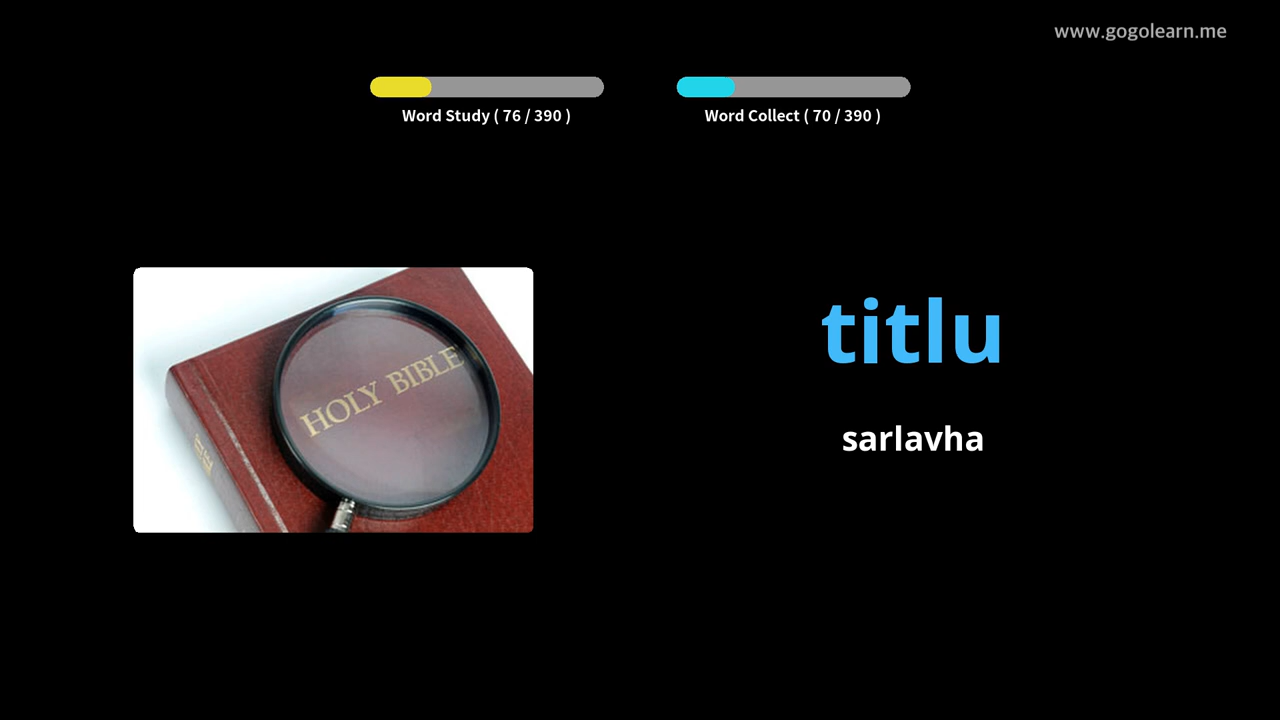 www.gogolearn.me
Word Study ( 76 / 390 )
Word Collect ( 70 / 390 )
HOLY BIBLE
titlu
sarlavha